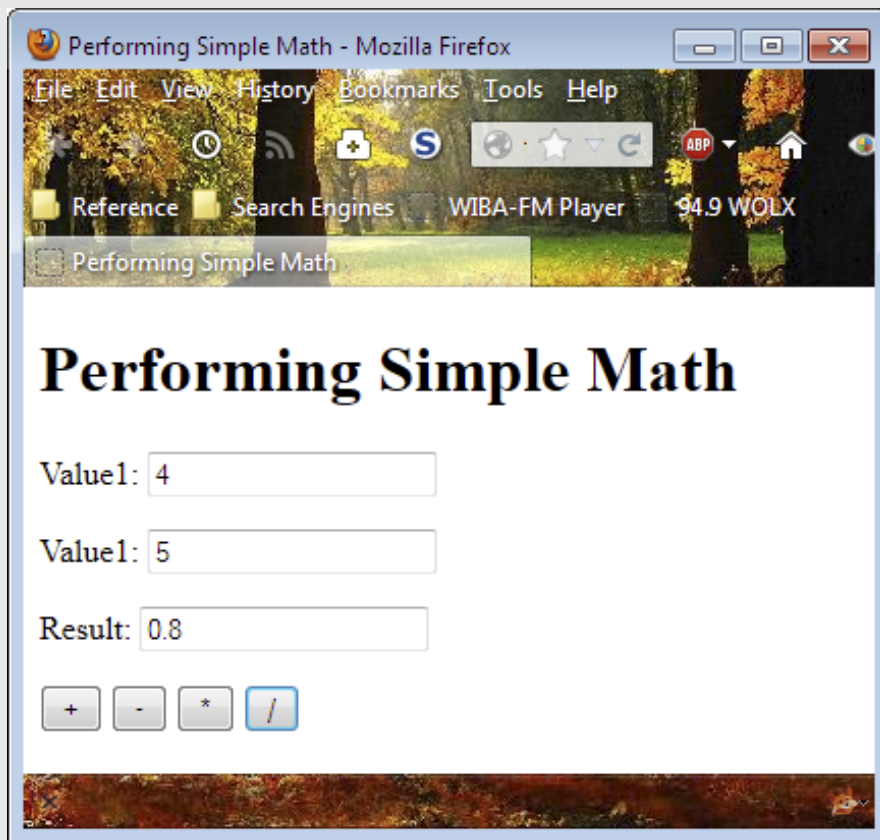 Performing Simple Math - Mozilla Firefox
File Edit View History Bookmarks Tools Help
S ABP
Reference Search Engines WIBA-FM Player 94.9 WOLX
Performing Simple Math
Performing Simple Math
Value1: 4
Value1: 5
Result: 0.8
+ - * /